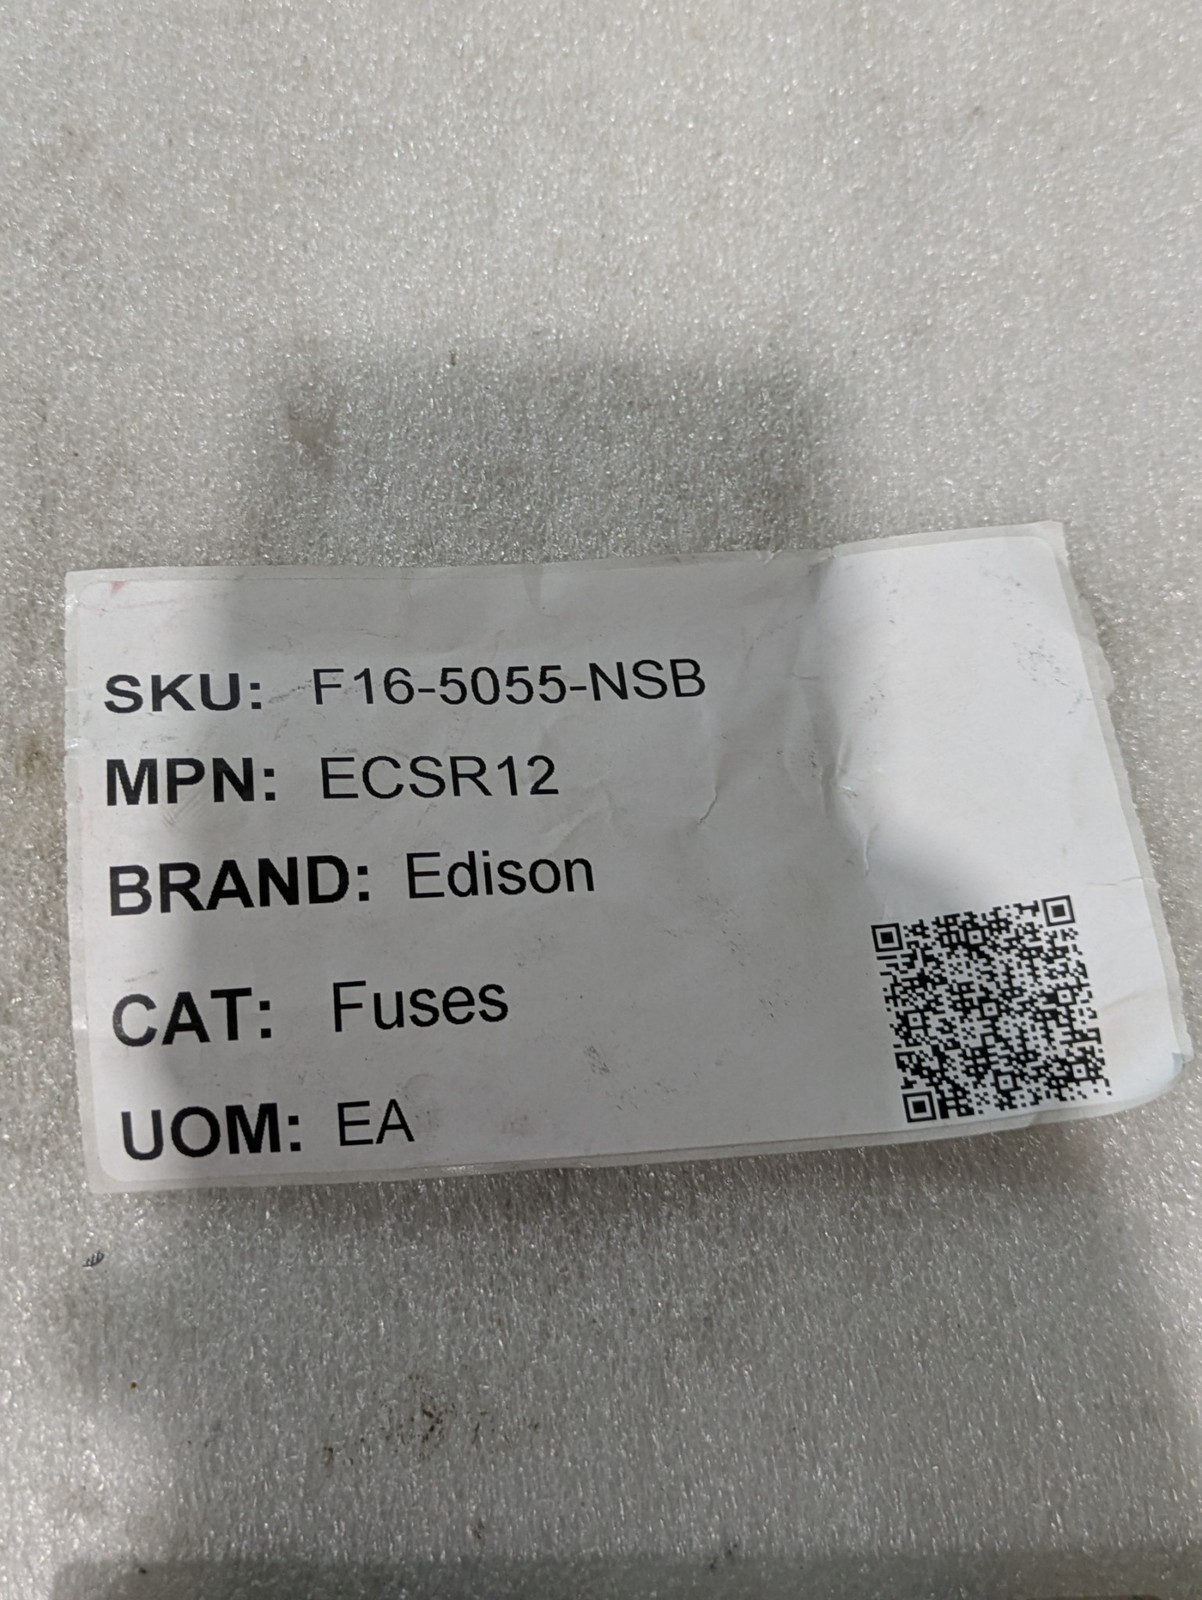 SKU: F16-5055-NSB
MPN: ECSR12
BRAND: Edison
CAT: Fuses
UOM: EA